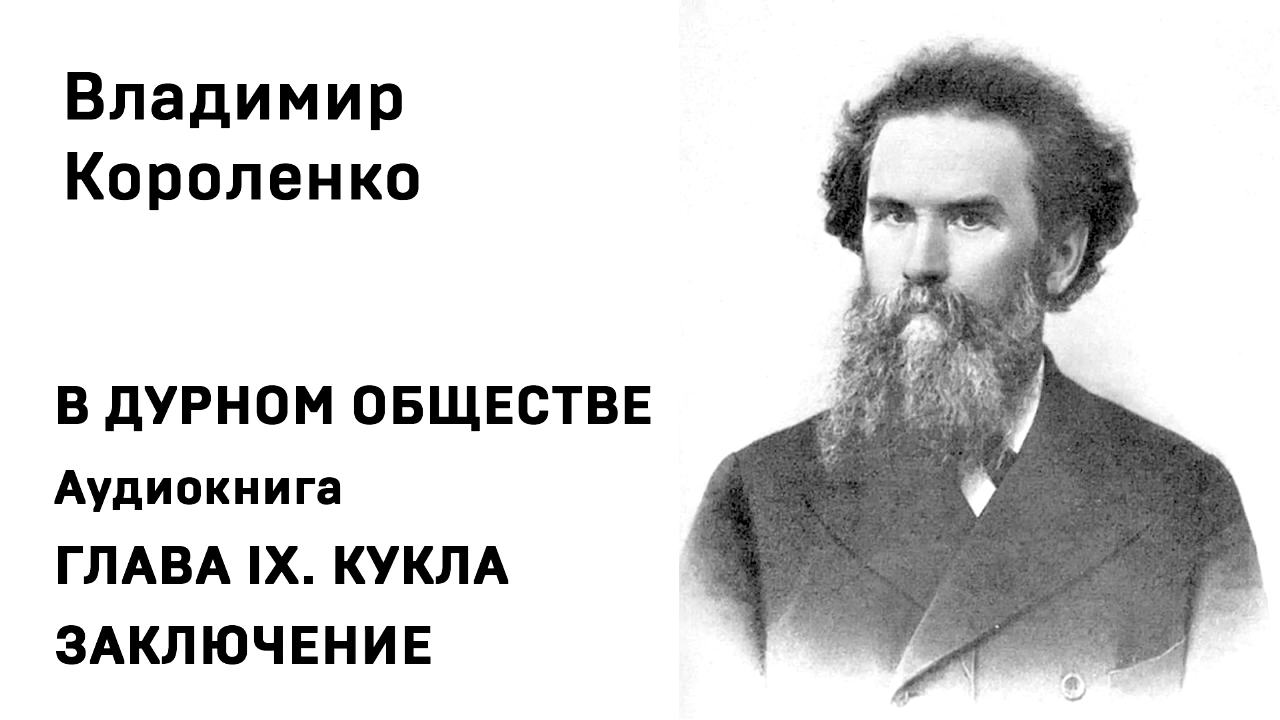 Владимир
Короленко
В ДУРНОМ ОБЩЕСТВЕ
Аудиокнига
ГЛАВА IX. КУКЛА
ЗАКЛЮЧЕНИЕ